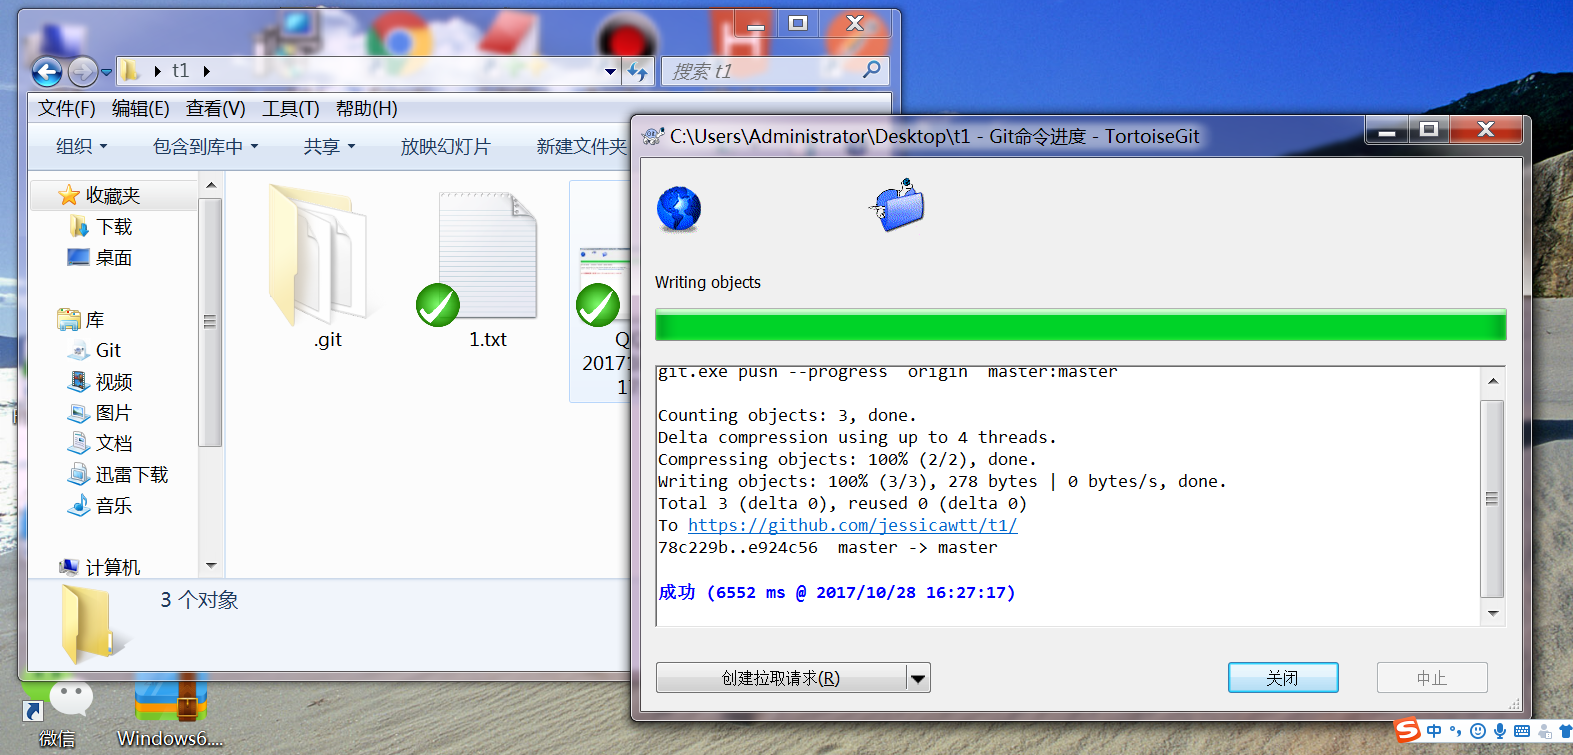 t1
搜索 t1
文件(F) 编辑(E) 查看(V) 工具(T) 帮助(H)
组织 包含到库中 共享 放映幻灯片 新建文件夹
收藏夹
下载
桌面
库
Git
视频
图片
文档
迅雷下载
音乐
计算机
.git
1.txt
3 个对象
C:\Users\Administrator\Desktop\t1 - Git命令进度 - TortoiseGit
Writing objects
git.exe push --progress origin master:master
Counting objects: 3, done.
Delta compression using up to 4 threads.
Compressing objects: 100% (2/2), done.
Writing objects: 100% (3/3), 278 bytes | 0 bytes/s, done.
Total 3 (delta 0), reused 0 (delta 0)
To https://github.com/jessicawtt/t1/
78c229b..e924c56 master -> master
成功 (6552 ms @ 2017/10/28 16:27:17)
创建拉取请求(R)
关闭
中止
微信
Windows6....
中